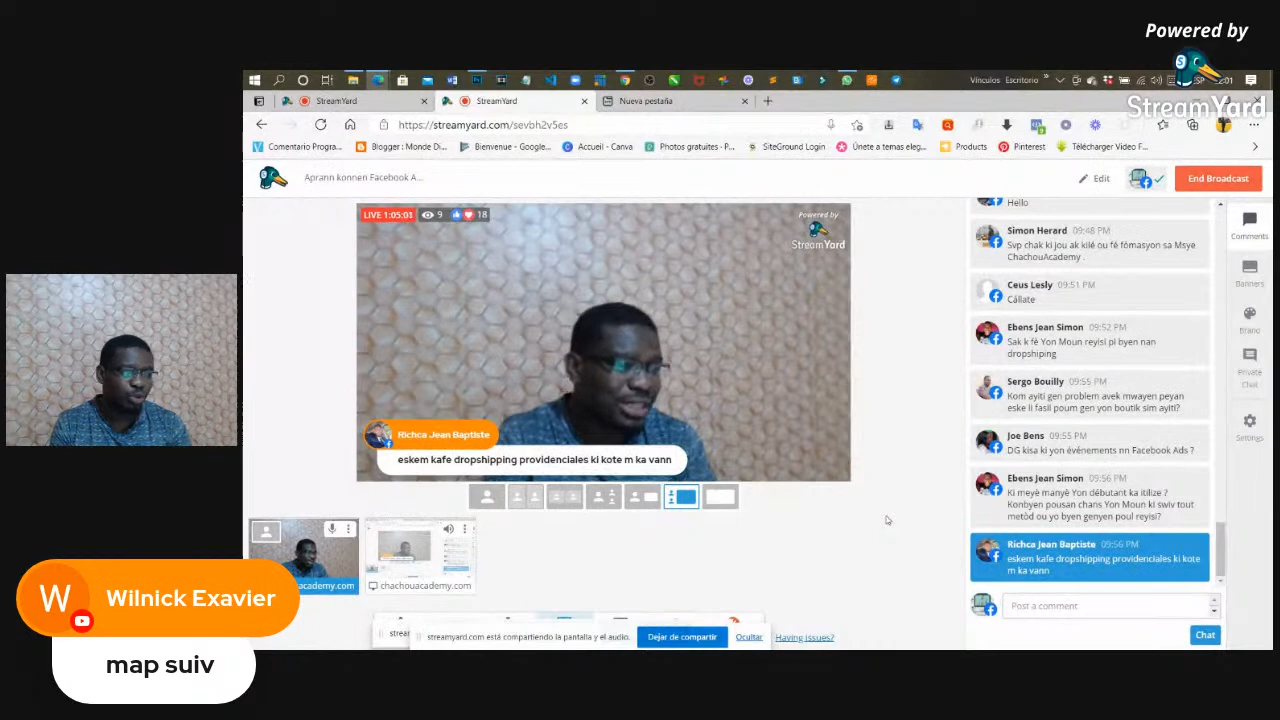 Powered by
StreamYard
Vínculos
Escritorio
StreamYard
StreamYard
Nueva pestaña
https://streamyard.com/sevbh2v5es
Comentario Progra...
Blogger : Monde Di...
Bienvenue - Google...
Accueil - Canva
Photos gratuites - P...
SiteGround Login
Únete a temas eleg...
Products
Pinterest
Télécharger Video F...
Aprann konnen Facebook A...
Edit
End Broadcast
LIVE 1:05:01
9
18
Powered by
StreamYard
Richca Jean Baptiste
eskem kafe dropshipping providenciales ki kote m ka vann
Hello
Simon Herard 09:48 PM
Svp chak ki jou ak kilè ou fè fòmasyon sa Msye
ChachouAcademy .
Ceus Lesly 09:51 PM
Cállate
Ebens Jean Simon 09:52 PM
Sak k fè Yon Moun reyisi pi byen nan
dropshiping
Sergo Bouilly 09:55 PM
Kom ayiti gen problem avek mwayen peyan
eske li fasil poum gen yon boutik sim ayiti?
Joe Bens 09:55 PM
DG kisa ki yon événements nn Facebook Ads ?
Ebens Jean Simon 09:56 PM
Ki meyè manyè Yon débutant ka itilize ?
Konbyen pousan chans Yon Moun ki swiv tout
metòd ou yo byen genyen poul reyisi?
Richca Jean Baptiste 09:56 PM
eskem kafe dropshipping providenciales ki kote
m ka vann
Comments
Banners
Brand
Private
Chat
Settings
Post a comment
Chat
academy.com
chachouacademy.com
streamyard.com está compartiendo la pantalla y el audio.
Dejar de compartir
Ocultar
Having issues?
W
Wilnick Exavier
map suiv